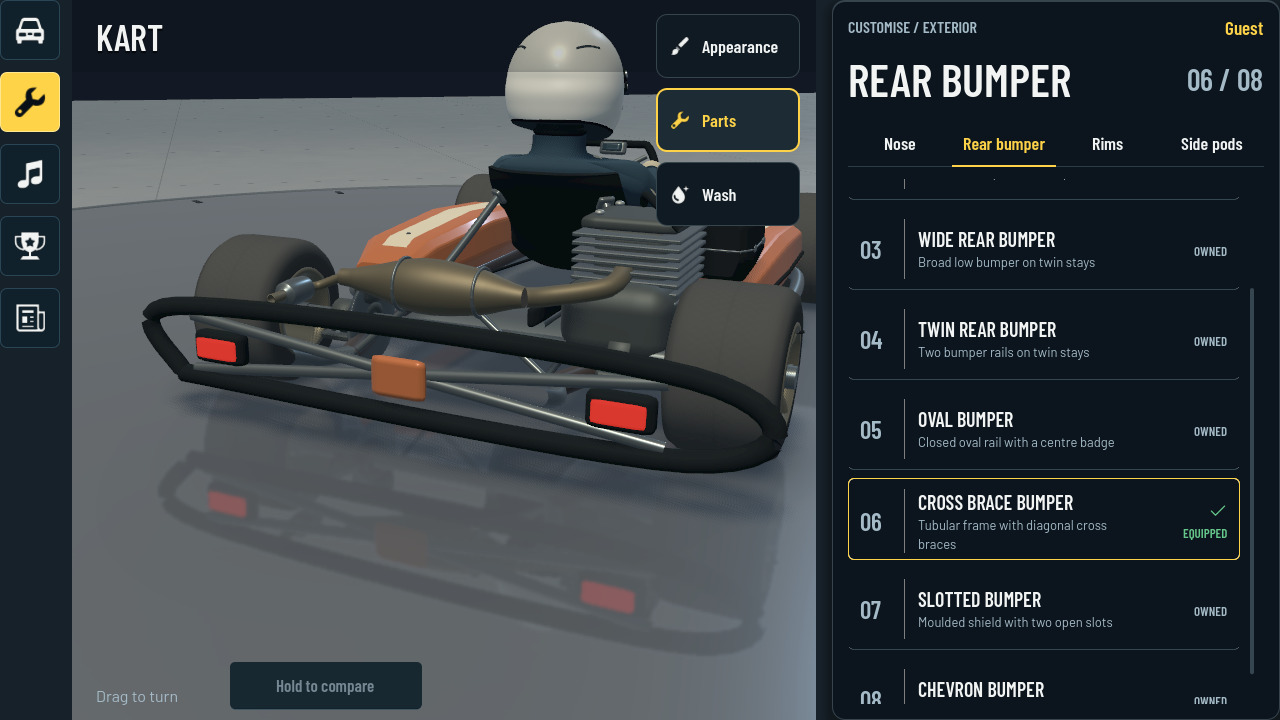 KART
Appearance
Parts
Wash
Drag to turn
Hold to compare
CUSTOMISE / EXTERIOR
Guest
REAR BUMPER
06 / 08
Nose
Rear bumper
Rims
Side pods
03
WIDE REAR BUMPER
Broad low bumper on twin stays
OWNED
04
TWIN REAR BUMPER
Two bumper rails on twin stays
OWNED
05
OVAL BUMPER
Closed oval rail with a centre badge
OWNED
06
CROSS BRACE BUMPER
Tubular frame with diagonal cross
braces
EQUIPPED
07
SLOTTED BUMPER
Moulded shield with two open slots
OWNED
08
CHEVRON BUMPER
OWNED